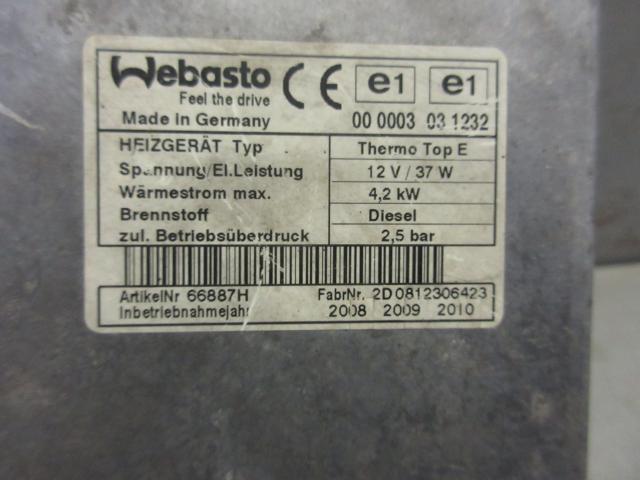 Webasto CE e1 e1
Feel the drive
Made in Germany 00 0003 03 1232
HEIZGERÄT Typ Thermo Top E
Spannung/El.Leistung 12 V / 37 W
Wärmestrom max. 4,2 kW
Brennstoff Diesel
zul. Betriebsüberdruck 2,5 bar
ArtikelNr 66887H FabrNr. 2D0812306423
Inbetriebnahmejahr 2008 2009 2010